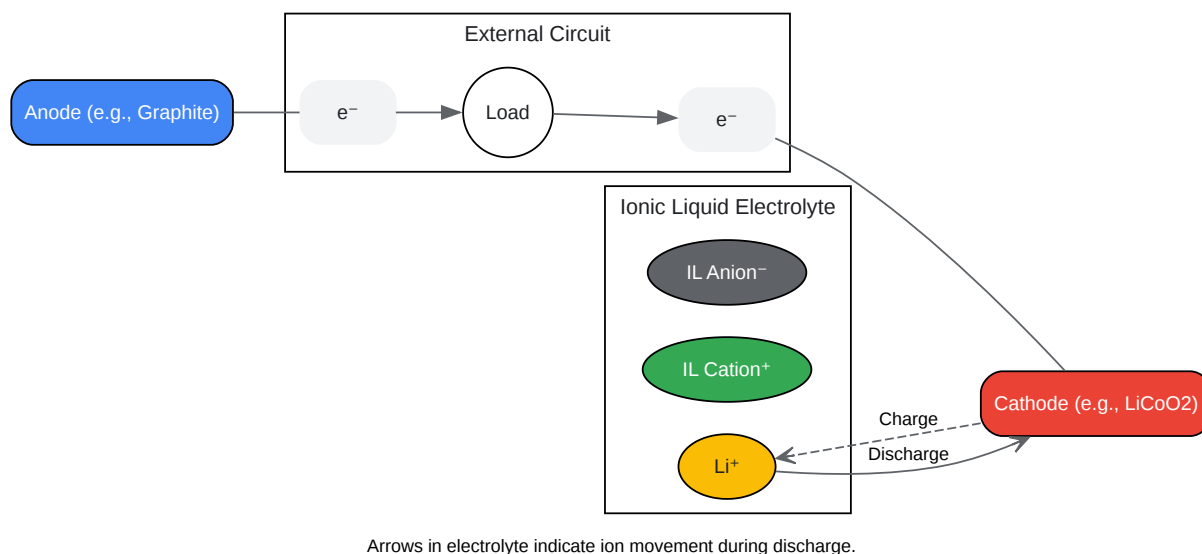 External Circuit
Anode (e.g., Graphite)
e⁻
Load
e⁻
Ionic Liquid Electrolyte
IL Anion⁻
IL Cation⁺
Cathode (e.g., LiCoO2)
Charge
Discharge
Li⁺
Arrows in electrolyte indicate ion movement during discharge.